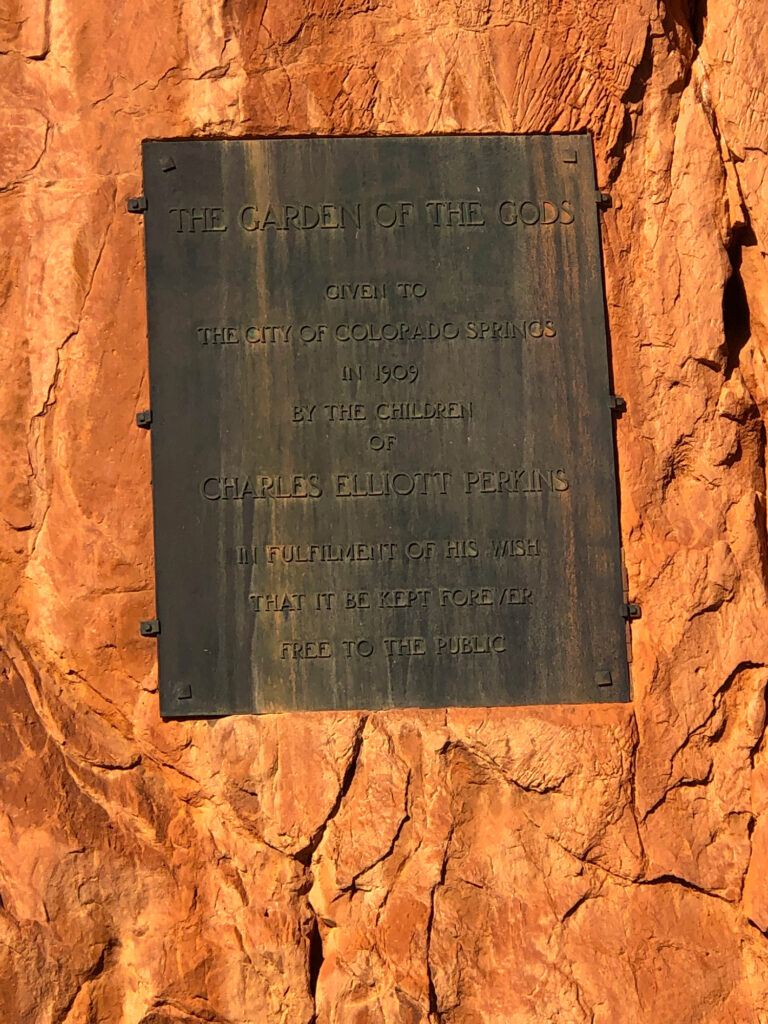 THE GARDEN OF THE GODS
GIVEN TO
THE CITY OF COLORADO SPRINGS
IN 1909
BY THE CHILDREN
OF
CHARLES ELLIOTT PERKINS
IN FULFILMENT OF HIS WISH
THAT IT BE KEPT FOREVER
FREE TO THE PUBLIC